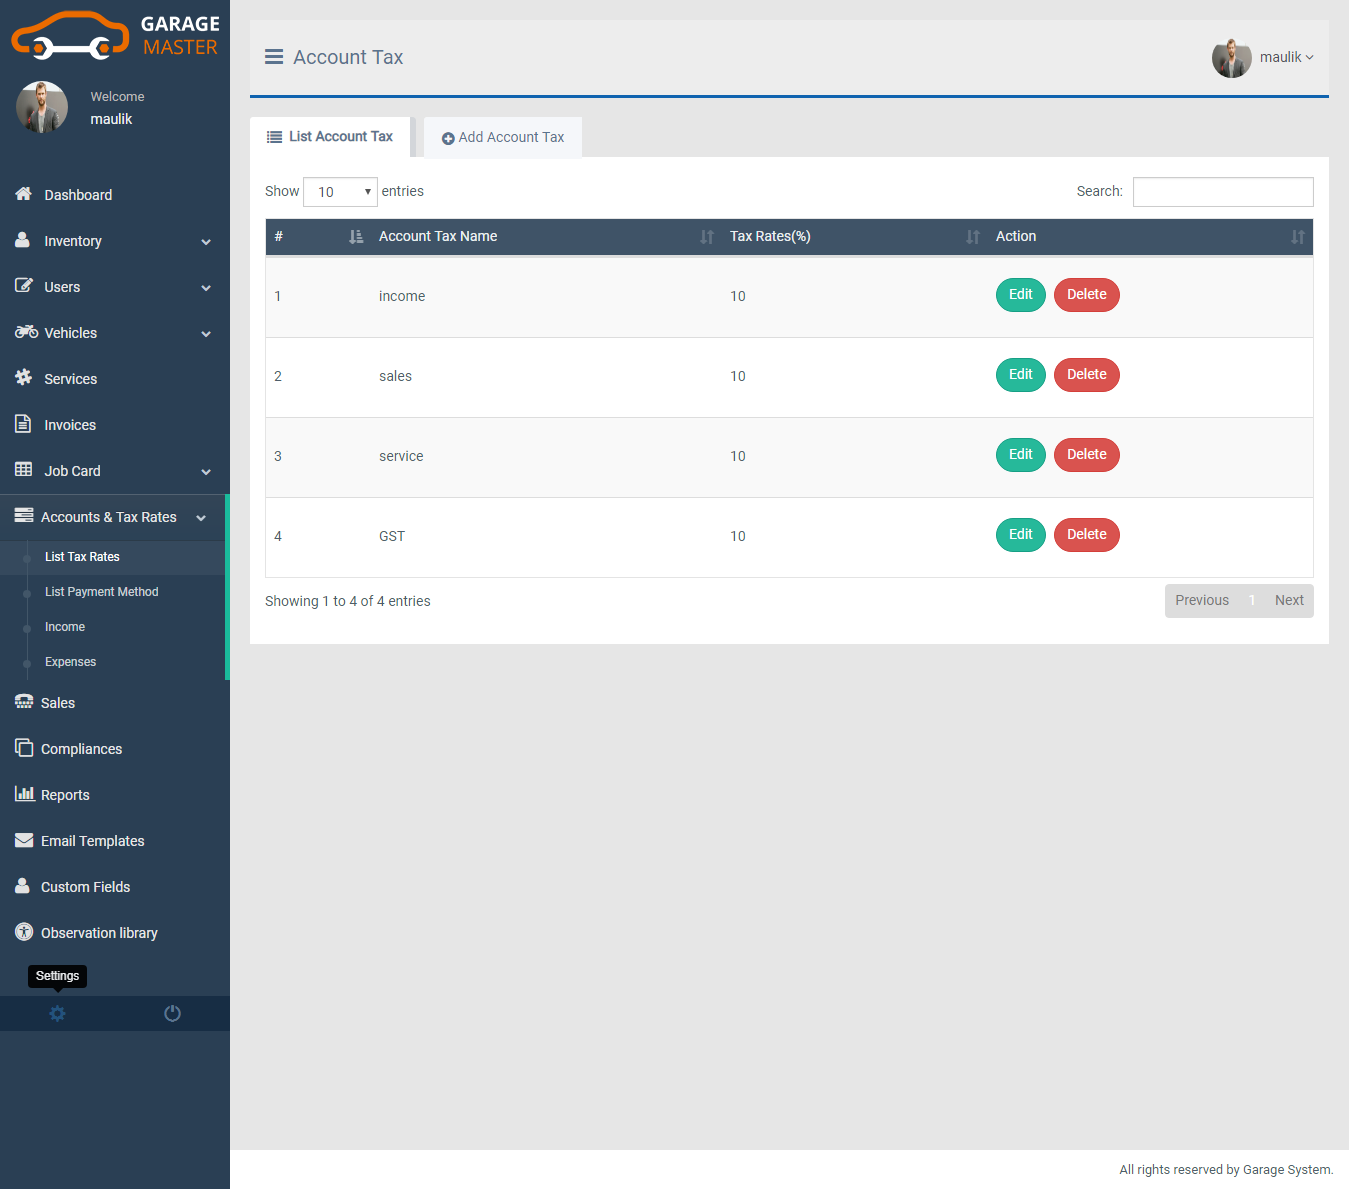 GARAGE
MASTER
Welcome
maulik
Dashboard
Inventory
Users
Vehicles
Services
Invoices
Job Card
Accounts & Tax Rates
List Tax Rates
List Payment Method
Income
Expenses
Sales
Compliances
Reports
Email Templates
Custom Fields
Observation library
Settings
Account Tax
maulik
List Account Tax
Add Account Tax
Show 10 entries
Search:
# Account Tax Name Tax Rates(%) Action
1 income 10 Edit Delete
2 sales 10 Edit Delete
3 service 10 Edit Delete
4 GST 10 Edit Delete
Showing 1 to 4 of 4 entries
Previous 1 Next
All rights reserved by Garage System.